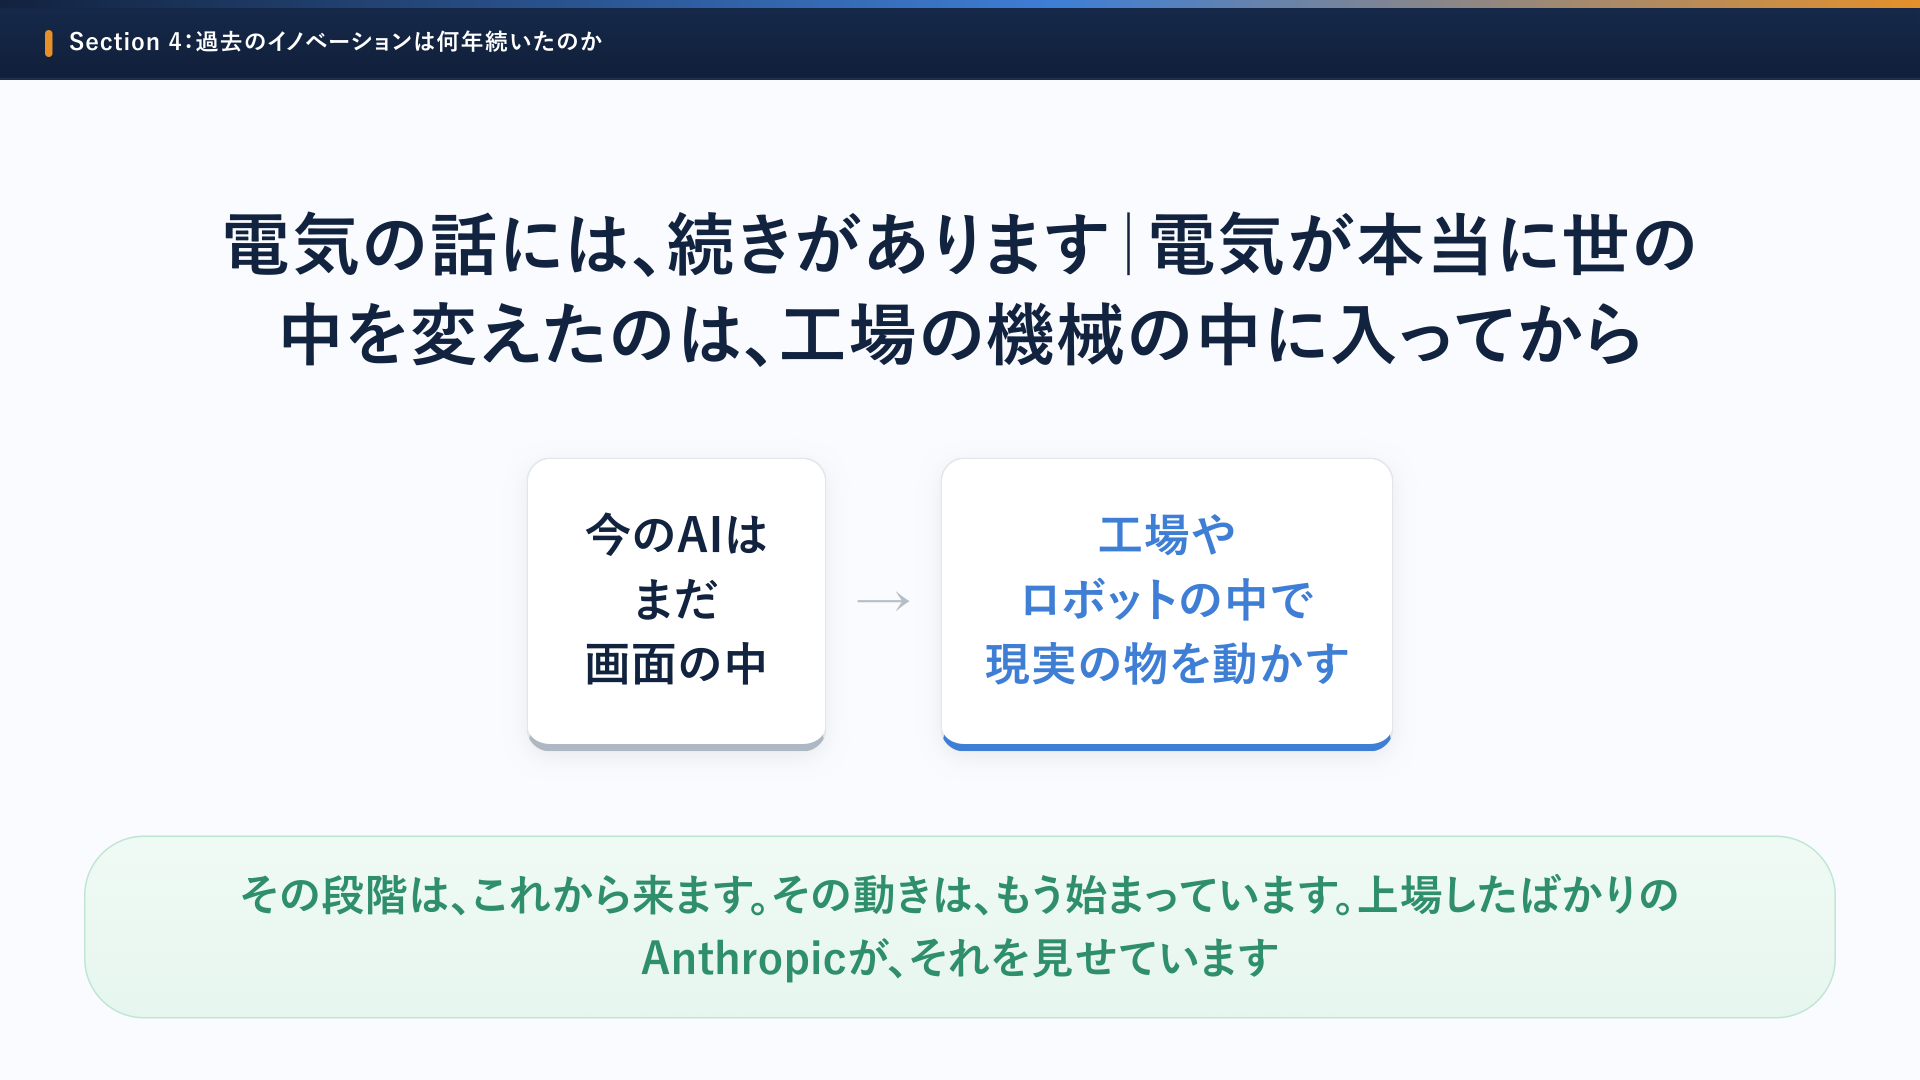 Section 4：過去のイノベーションは何年続いたのか
電気の話には、続きがあります｜電気が本当に世の
中を変えたのは、工場の機械の中に入ってから
今のAIは
まだ
画面の中
→
工場や
ロボットの中で
現実の物を動かす
その段階は、これから来ます。その動きは、もう始まっています。上場したばかりの
Anthropicが、それを見せています